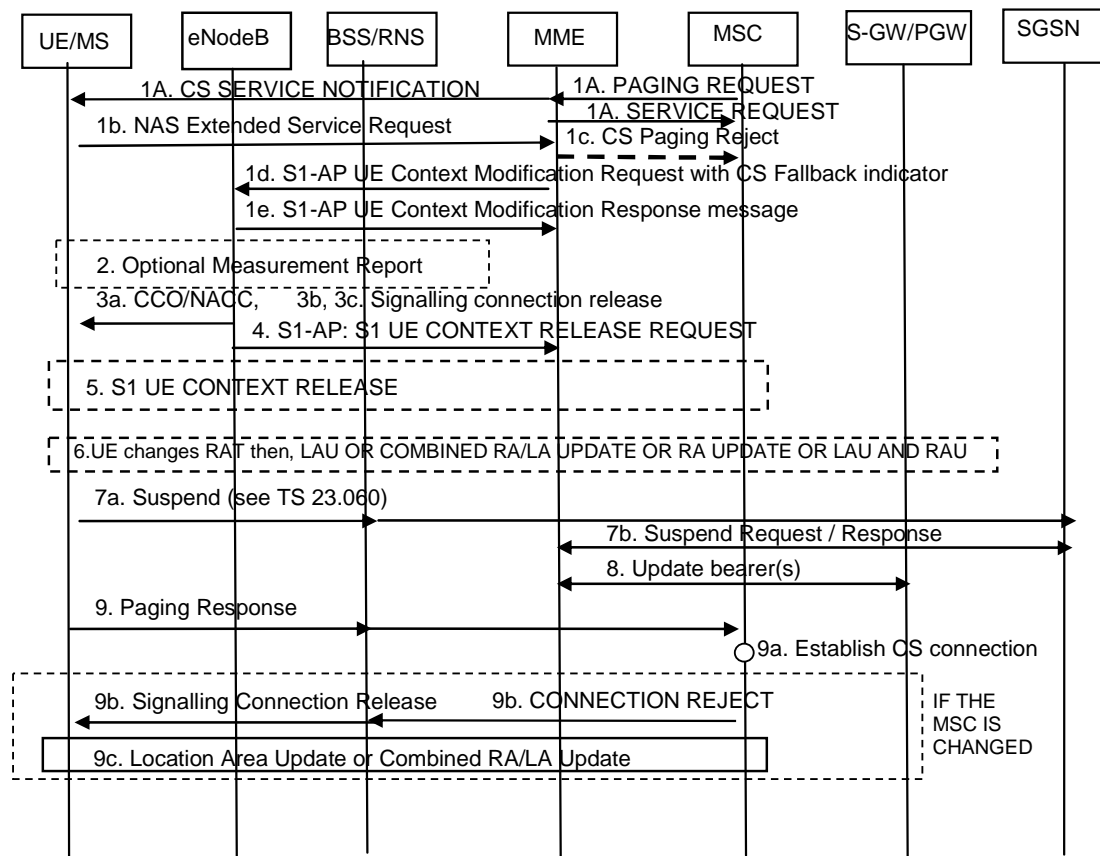 UE/MS
eNodeB
BSS/RNS
MME
MSC
S-GW/PGW
SGSN
1A. CS SERVICE NOTIFICATION
1A. PAGING REQUEST
1A. SERVICE REQUEST
1b. NAS Extended Service Request
1c. CS Paging Reject
1d. S1-AP UE Context Modification Request with CS Fallback indicator
1e. S1-AP UE Context Modification Response message
2. Optional Measurement Report
3a. CCO/NACC, 3b, 3c. Signalling connection release
4. S1-AP: S1 UE CONTEXT RELEASE REQUEST
5. S1 UE CONTEXT RELEASE
6.UE changes RAT then, LAU OR COMBINED RA/LA UPDATE OR RA UPDATE OR LAU AND RAU
7a. Suspend (see TS 23.060)
7b. Suspend Request / Response
8. Update bearer(s)
9. Paging Response
9a. Establish CS connection
9b. Signalling Connection Release
9b. CONNECTION REJECT
IF THE
MSC IS
CHANGED
9c. Location Area Update or Combined RA/LA Update